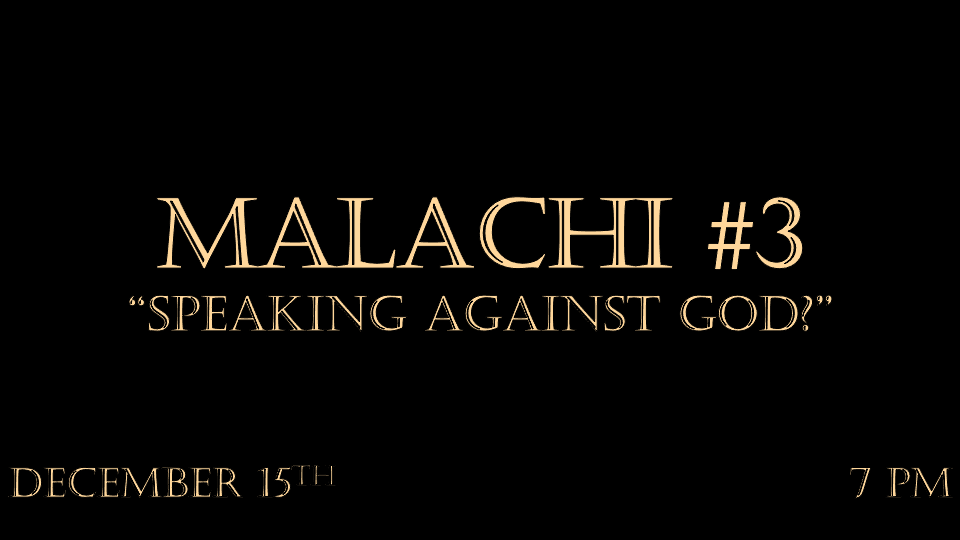 MALACHI #3
“SPEAKING AGAINST GOD?”
DECEMBER 15TH
7 PM